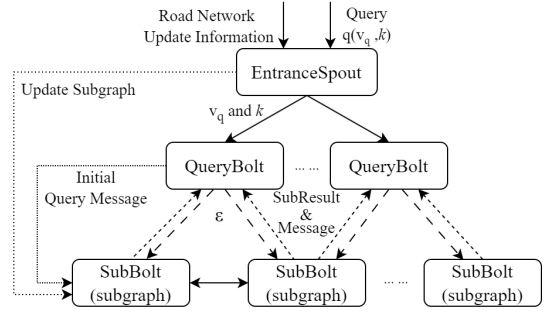 Road Network
Update Information
Query
q(v_q ,k)
EntranceSpout
Update Subgraph
v_q and k
QueryBolt
... ...
QueryBolt
Initial
Query Message
ε
SubResult
&
Message
SubBolt
(subgraph)
SubBolt
(subgraph)
... ...
SubBolt
(subgraph)